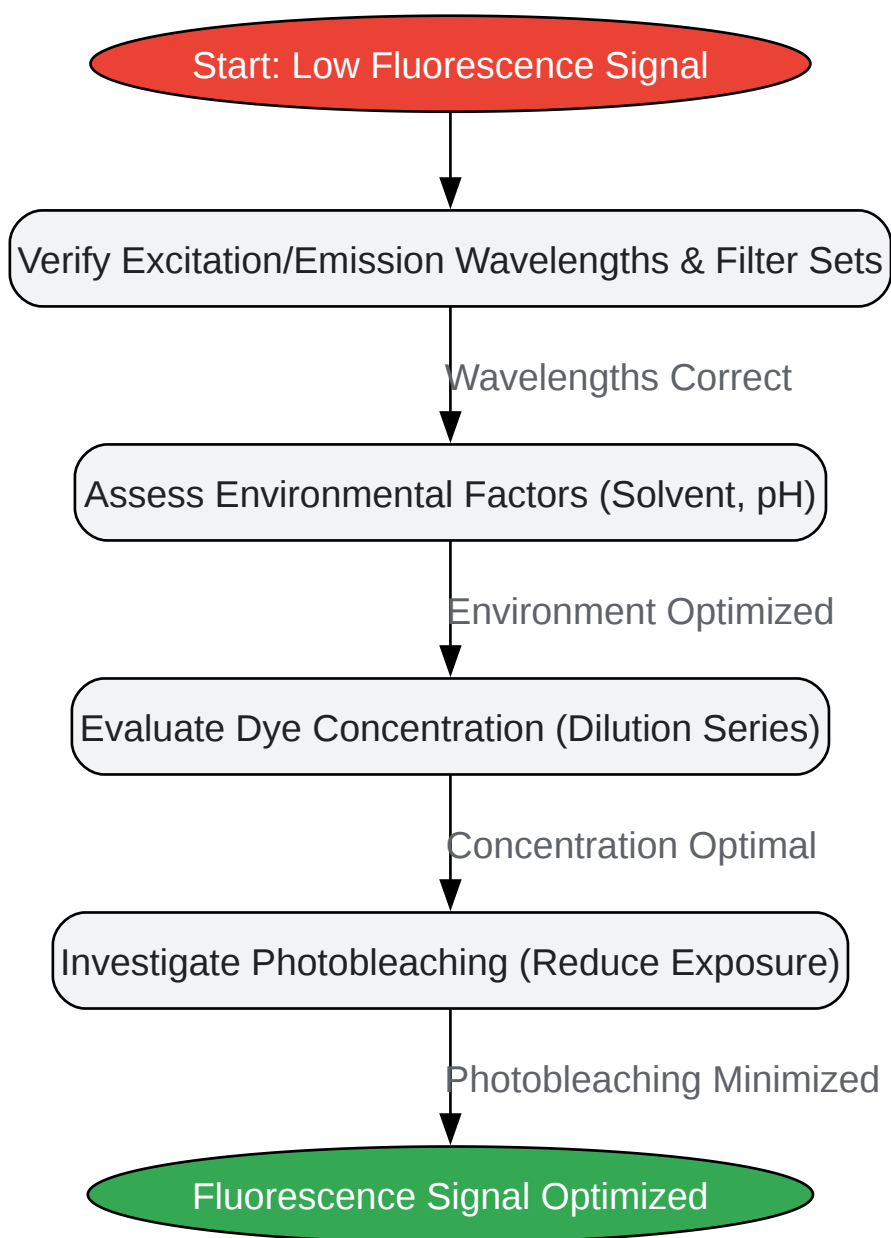 Start: Low Fluorescence Signal
Verify Excitation/Emission Wavelengths & Filter Sets
Wavelengths Correct
Assess Environmental Factors (Solvent, pH)
Environment Optimized
Evaluate Dye Concentration (Dilution Series)
Concentration Optimal
Investigate Photobleaching (Reduce Exposure)
Photobleaching Minimized
Fluorescence Signal Optimized